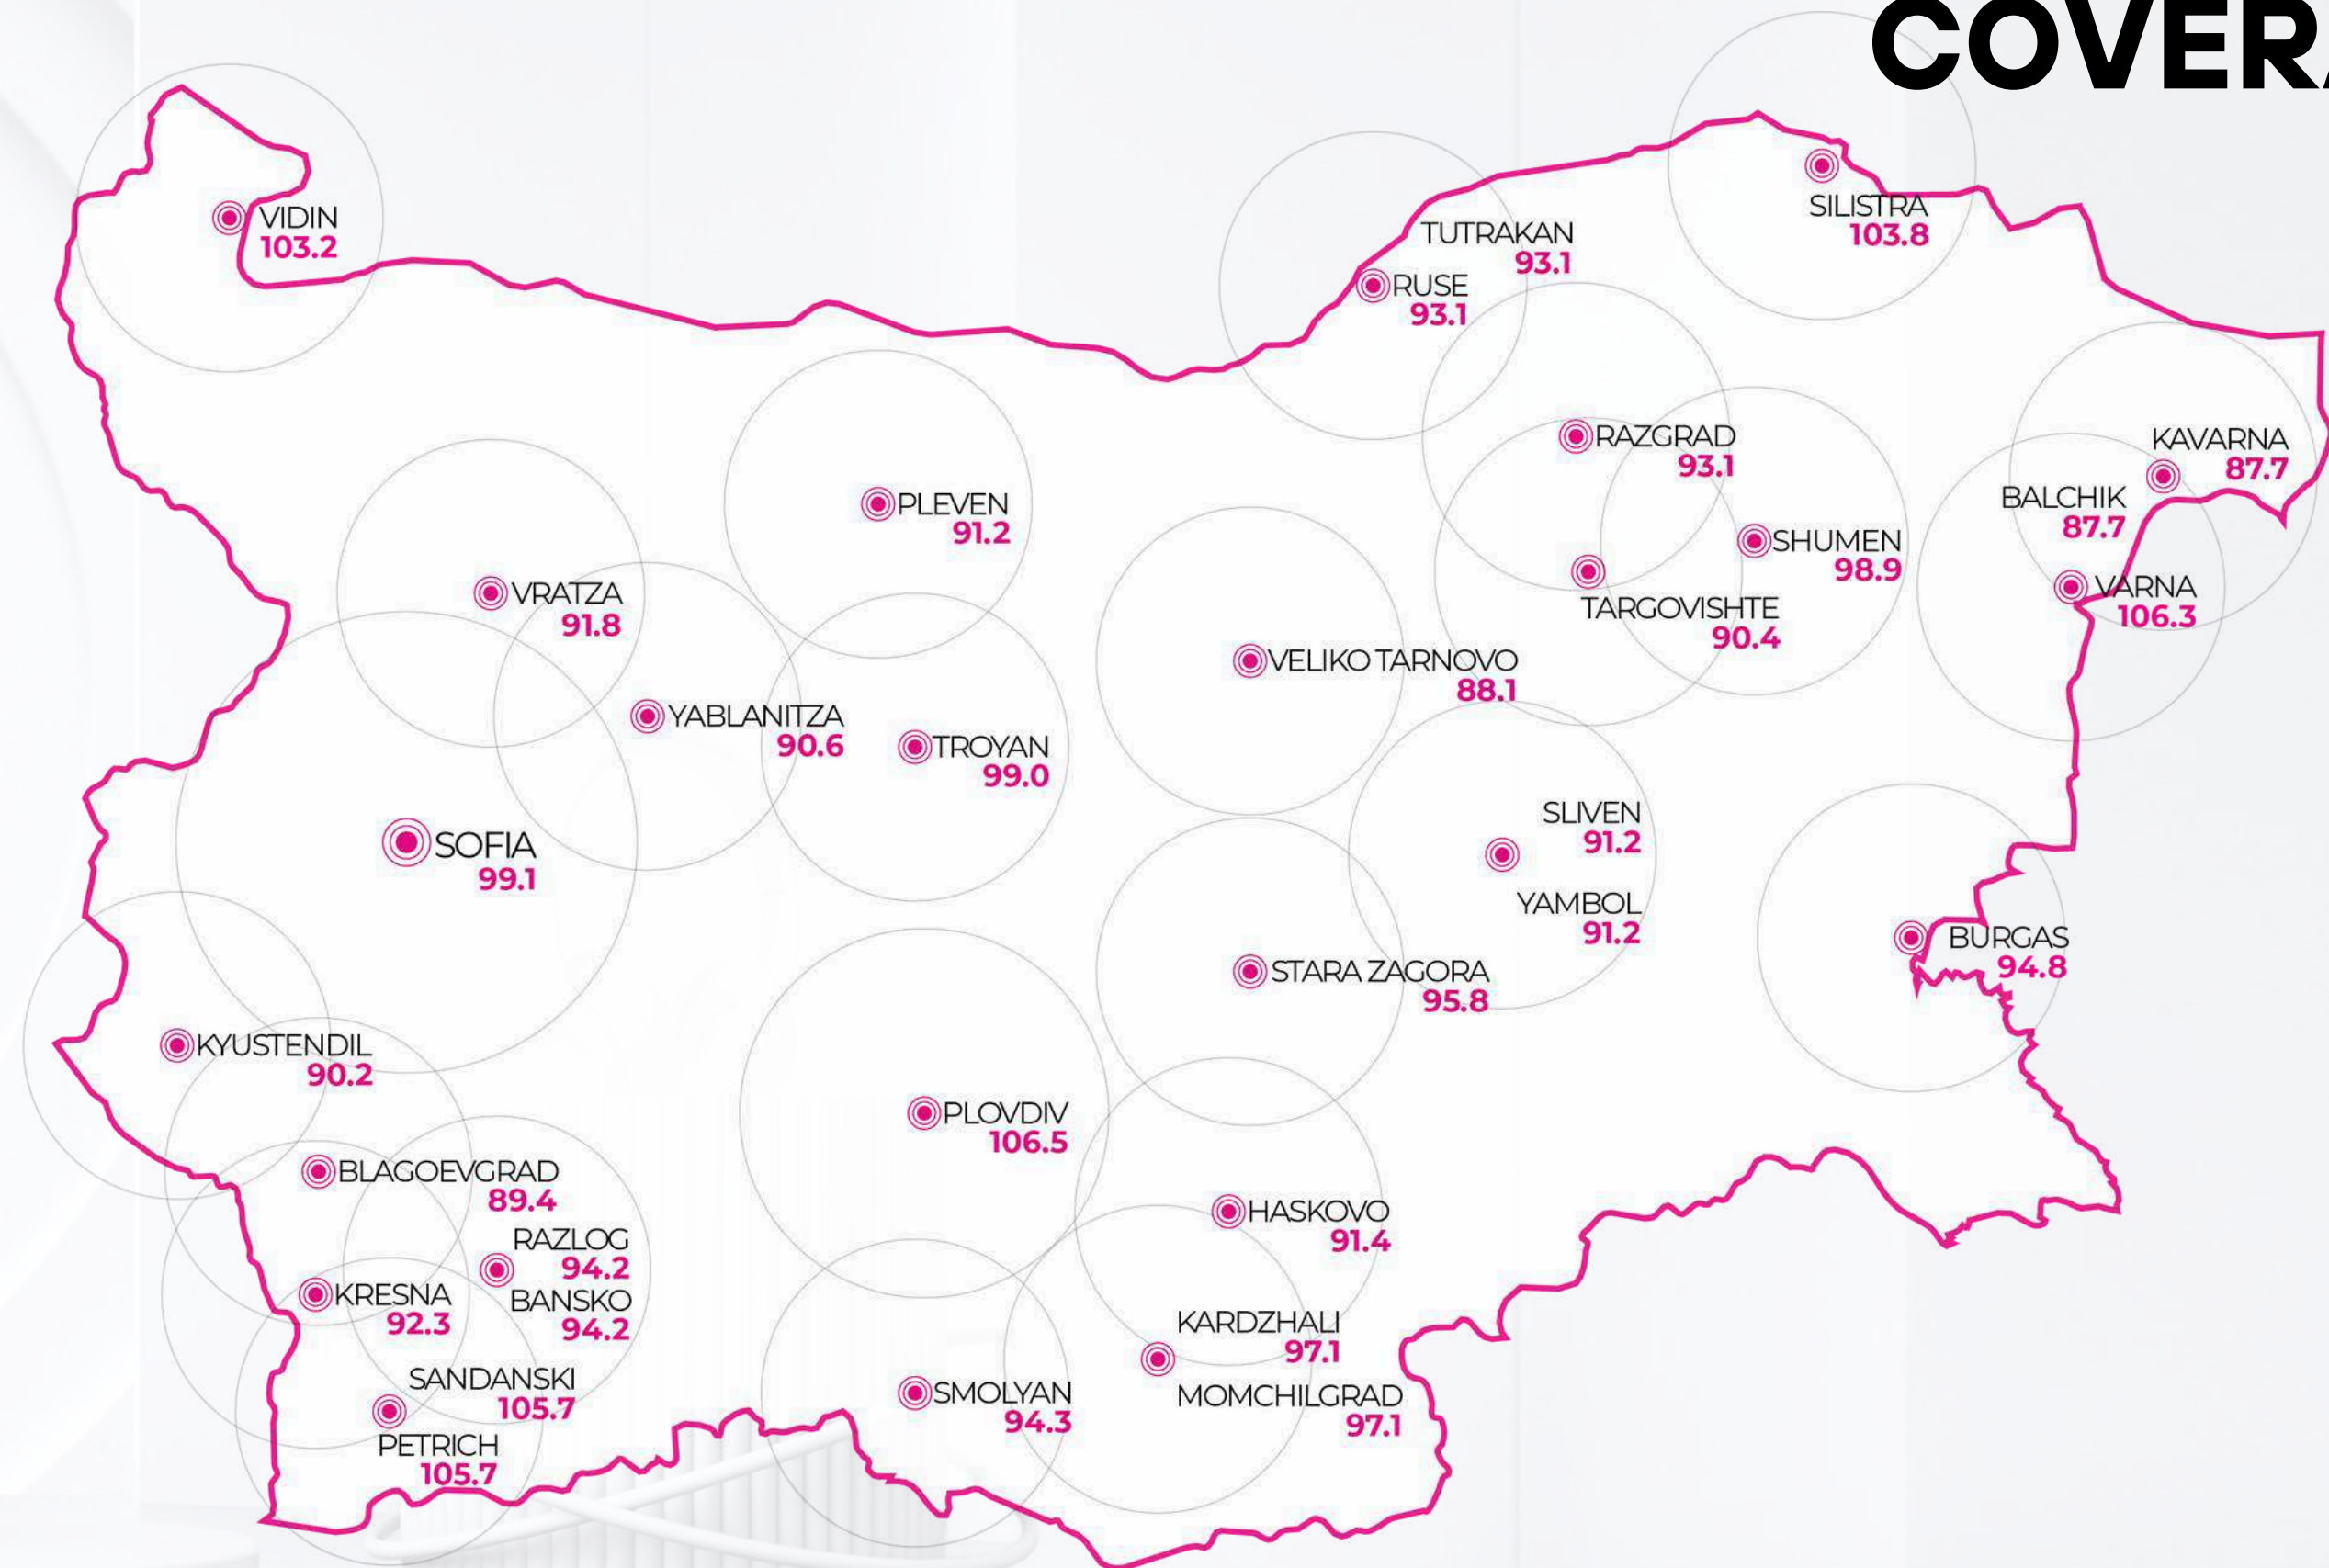 COVERA
VIDIN
103.2
SILISTRA
103.8
TUTRAKAN
93.1
RUSE
93.1
RAZGRAD
93.1
KAVARNA
87.7
BALCHIK
87.7
PLEVEN
91.2
SHUMEN
98.9
VRATZA
91.8
TARGOVISHTE
90.4
VARNA
106.3
VELIKO TARNOVO
88.1
YABLANITZA
90.6
TROYAN
99.0
SLIVEN
91.2
SOFIA
99.1
YAMBOL
91.2
BURGAS
94.8
STARA ZAGORA
95.8
KYUSTENDIL
90.2
PLOVDIV
106.5
BLAGOEVGRAD
89.4
HASKOVO
91.4
RAZLOG
94.2
KRESNA
92.3
BANSKO
94.2
KARDZHALI
97.1
SANDANSKI
105.7
SMOLYAN
94.3
MOMCHILGRAD
97.1
PETRICH
105.7